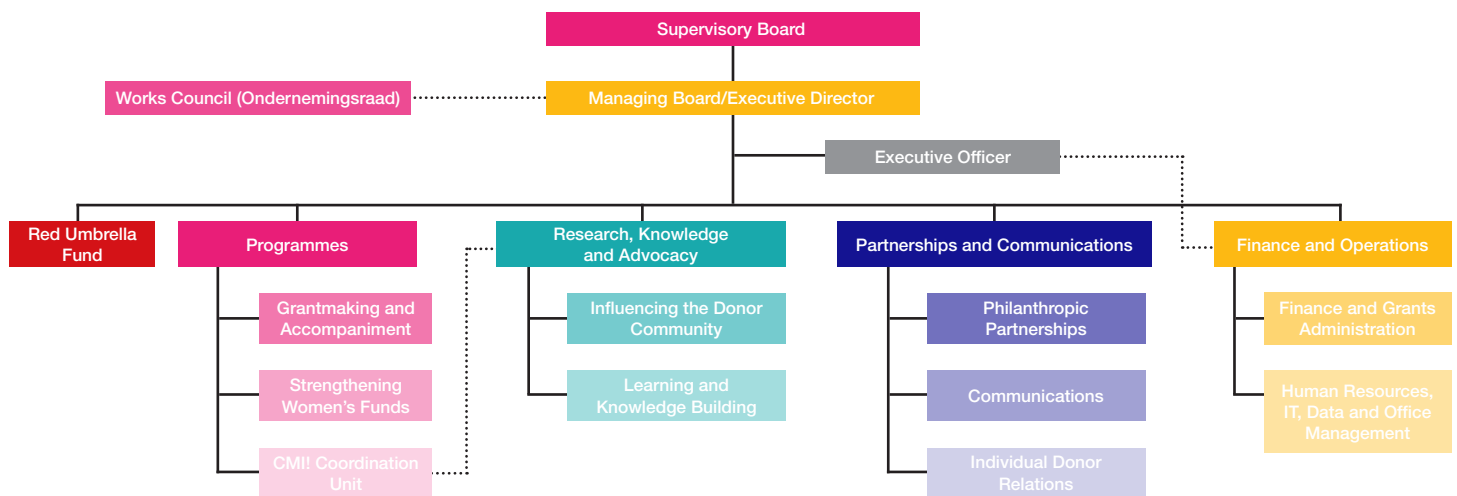 Supervisory Board
Works Council (Ondernemingsraad)
Managing Board/Executive Director
Executive Officer
Red Umbrella
Fund
Programmes
Research, Knowledge
and Advocacy
Partnerships and Communications
Finance and Operations
Grantmaking and
Accompaniment
Influencing the Donor
Community
Philanthropic
Partnerships
Finance and Grants
Administration
Strengthening
Women’s Funds
Learning and
Knowledge Building
Communications
Human Resources,
IT, Data and Office
Management
CMI! Coordination
Unit
Individual Donor
Relations